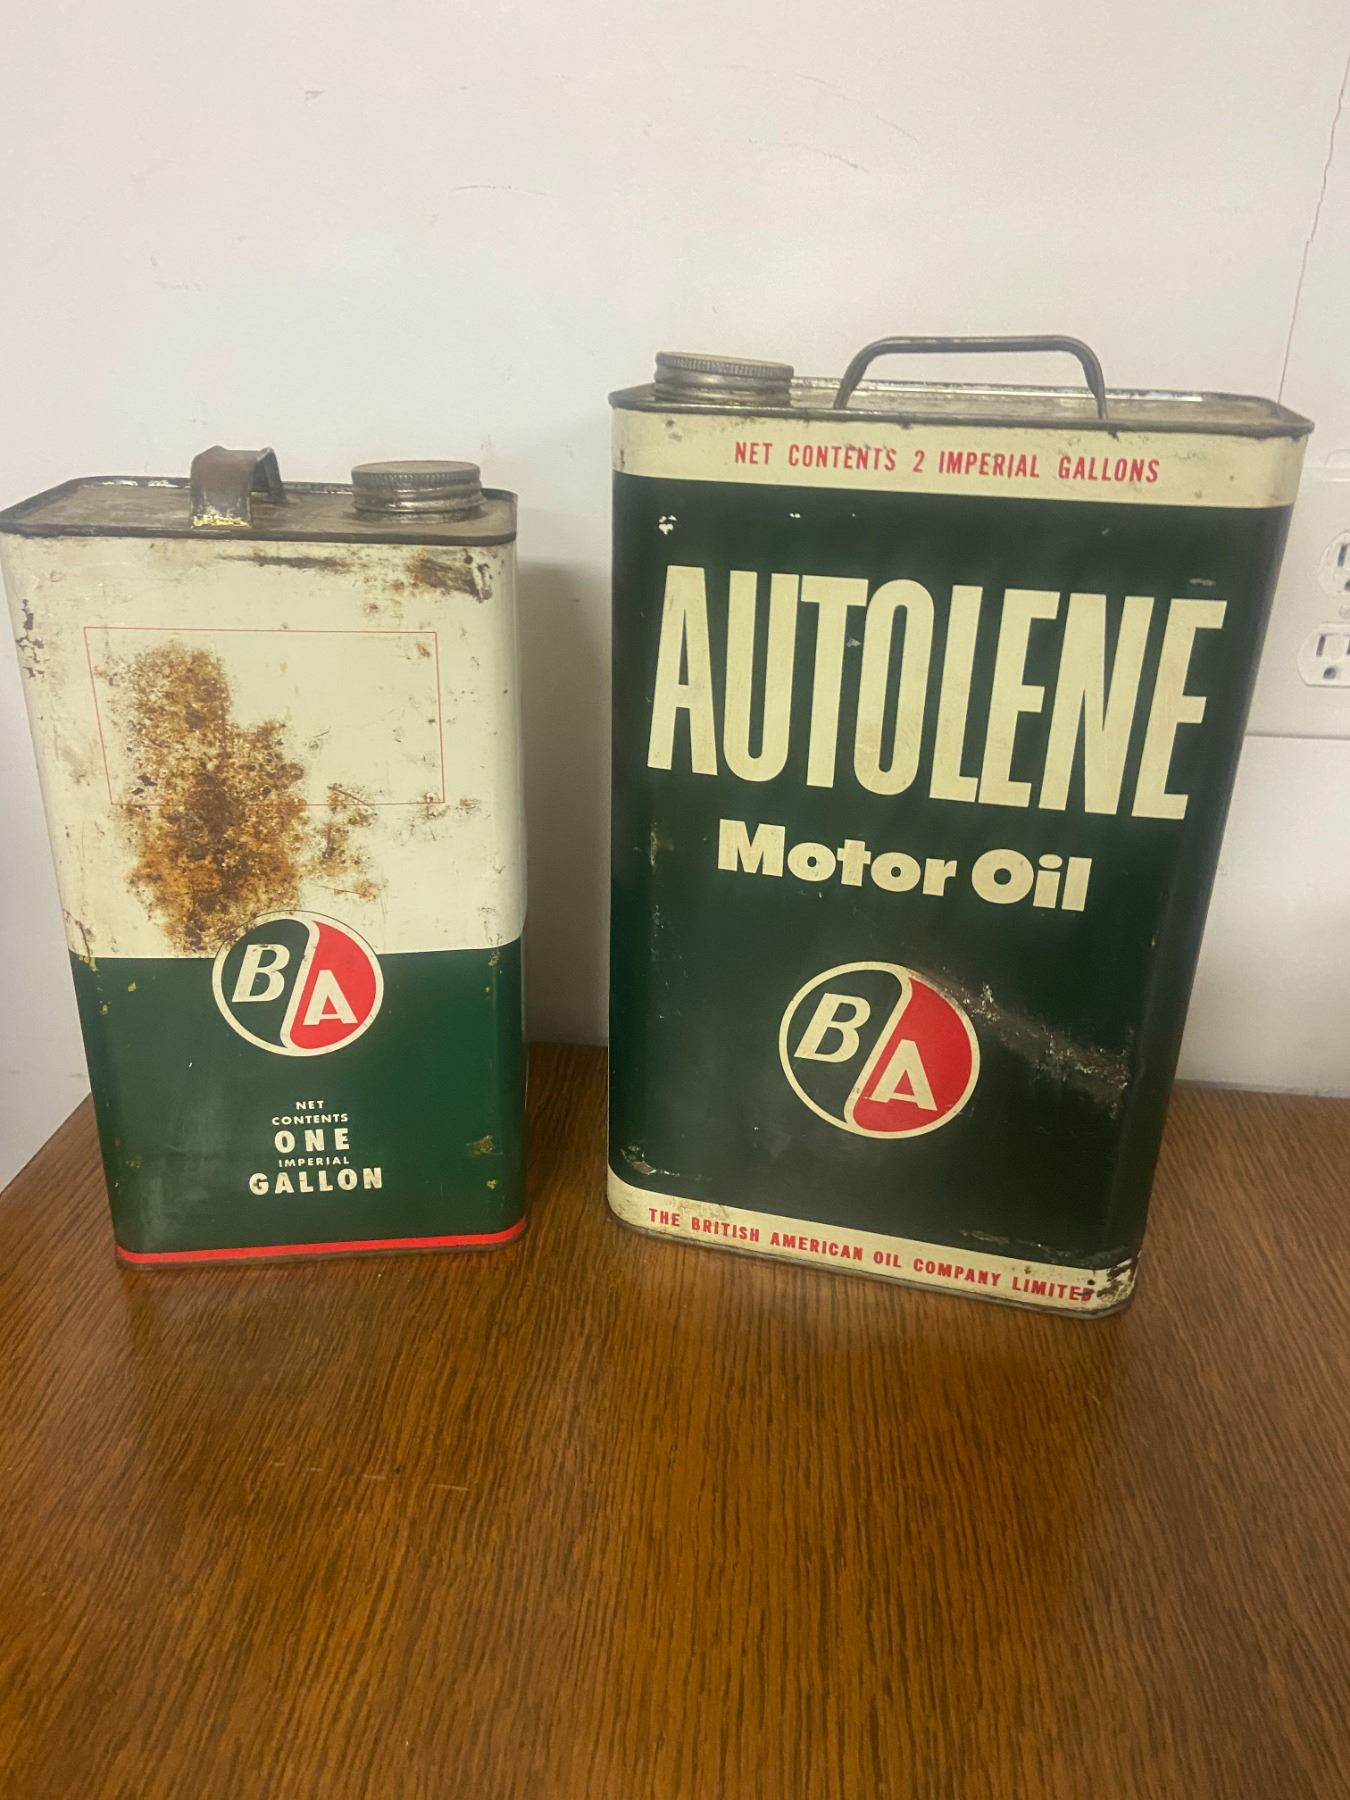 B A
NET
CONTENTS
ONE
IMPERIAL
GALLON
NET CONTENTS 2 IMPERIAL GALLONS
AUTOLENE
Motor Oil
B A
THE BRITISH AMERICAN OIL COMPANY LIMITED